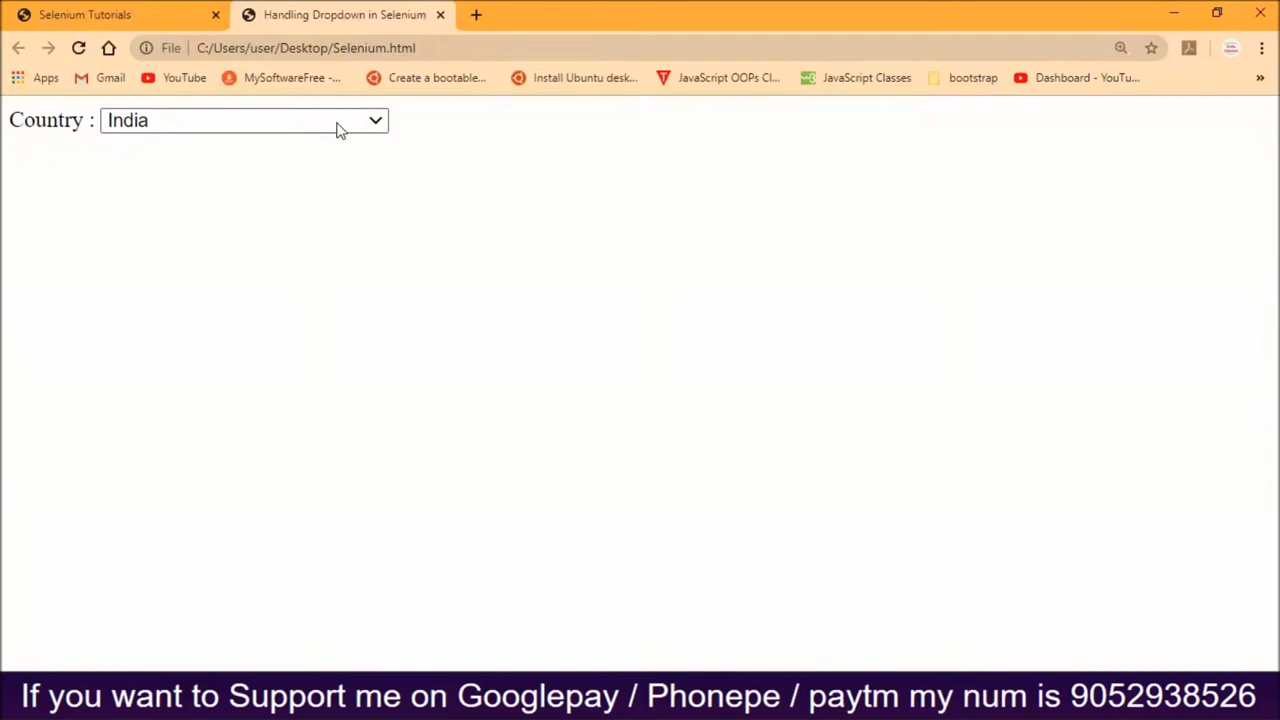 Selenium Tutorials
Handling Dropdown in Selenium
File C:/Users/user/Desktop/Selenium.html
Apps Gmail YouTube MySoftwareFree -... Create a bootable... Install Ubuntu desk... JavaScript OOPs Cl... JavaScript Classes bootstrap Dashboard - YouTu... »
Country : India
If you want to Support me on Googlepay / Phonepe / paytm my num is 9052938526